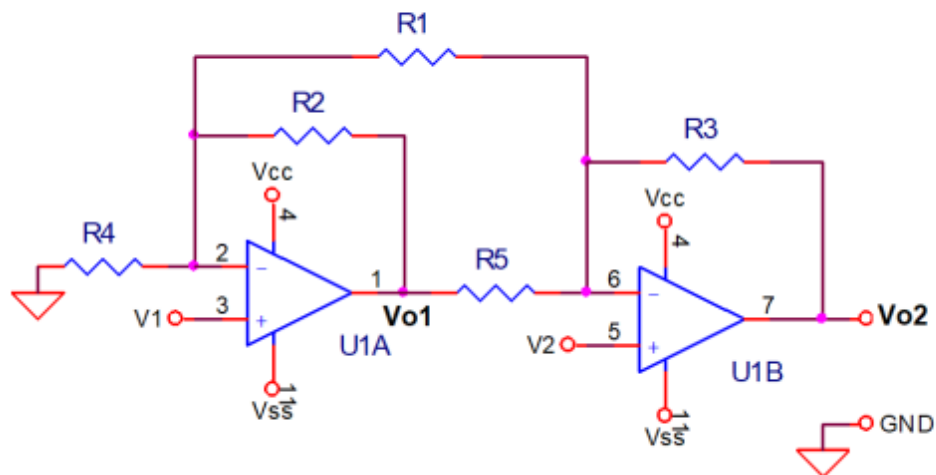 R1
R2
R3
Vcc
4
Vcc
4
R4
2
−
1
R5
6
−
7
Vo2
V1
3
+
Vo1
U1A
V2
5
+
U1B
11
Vss
11
Vss
GND